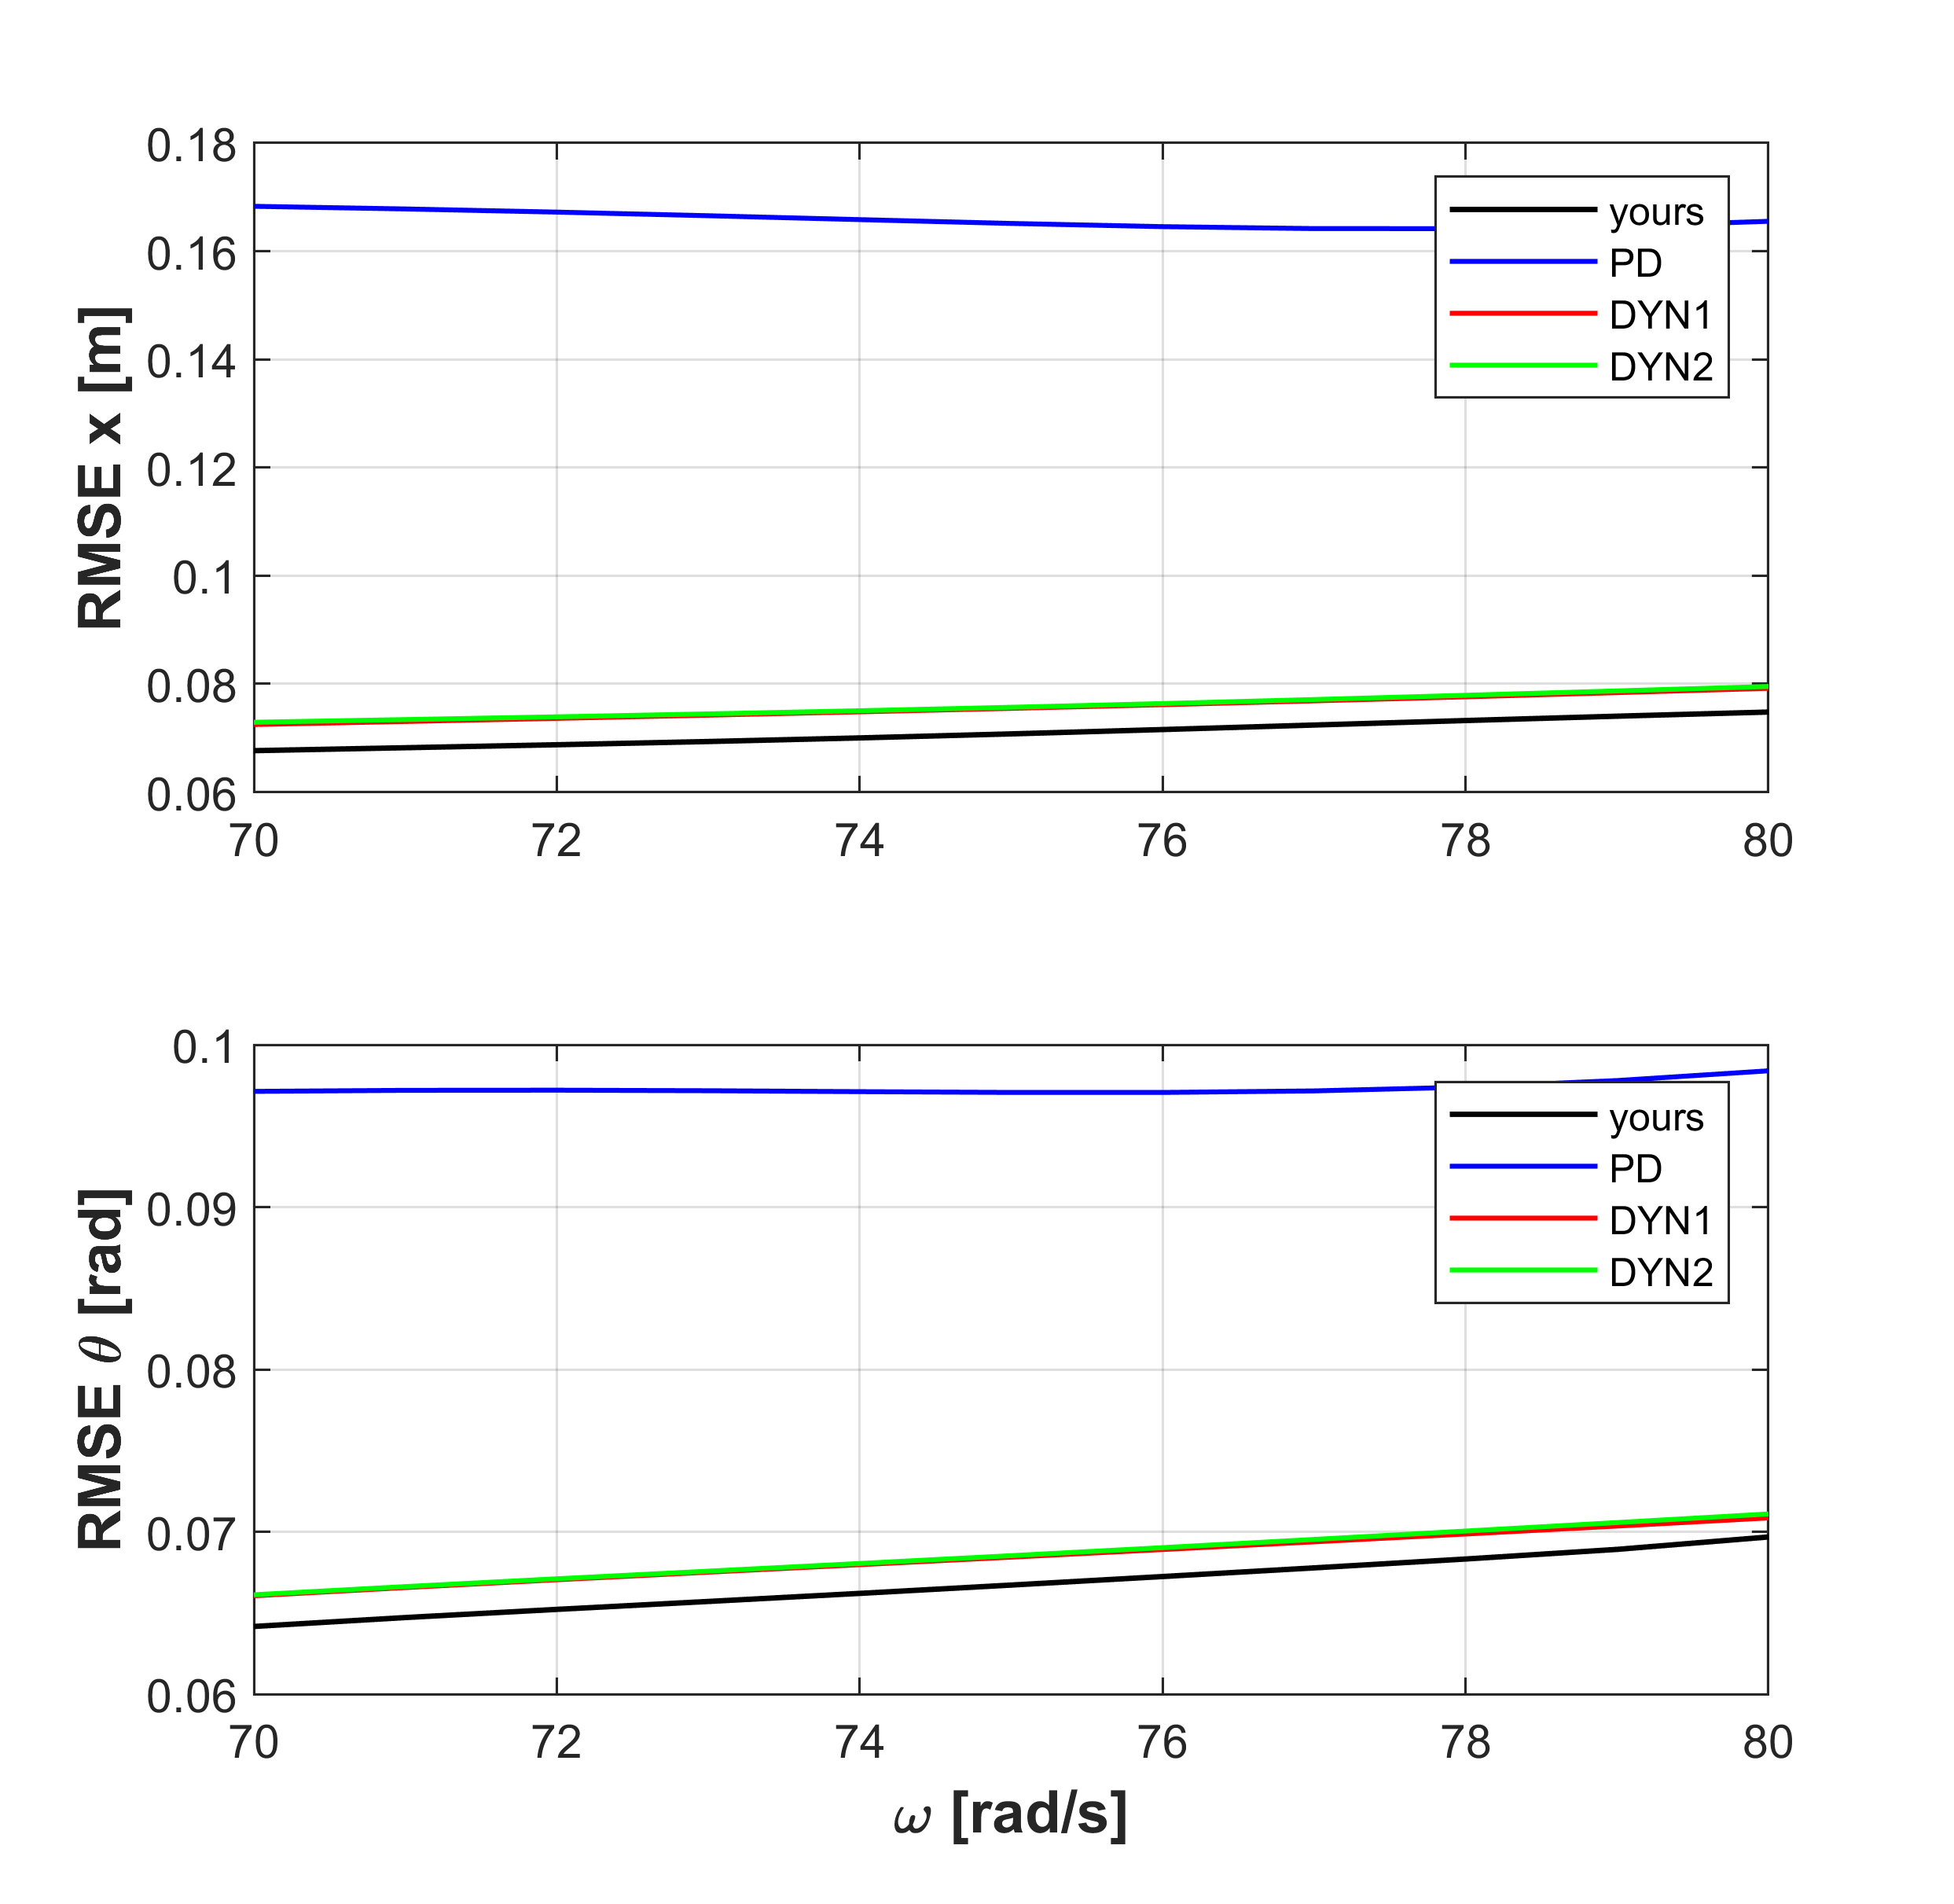 RMSE x [m]
0.18
0.16
0.14
0.12
0.1
0.08
0.06
70 72 74 76 78 80
yours
PD
DYN1
DYN2
RMSE θ [rad]
0.1
0.09
0.08
0.07
0.06
70 72 74 76 78 80
yours
PD
DYN1
DYN2
ω [rad/s]